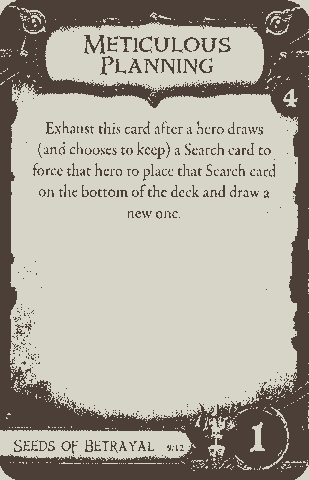 METICULOUS
PLANNING
4
Exhaust this card after a hero draws
(and chooses to keep) a Search card to
force that hero to place that Search card
on the bottom of the deck and draw a
new one.
SEEDS OF BETRAYAL 9/12
1